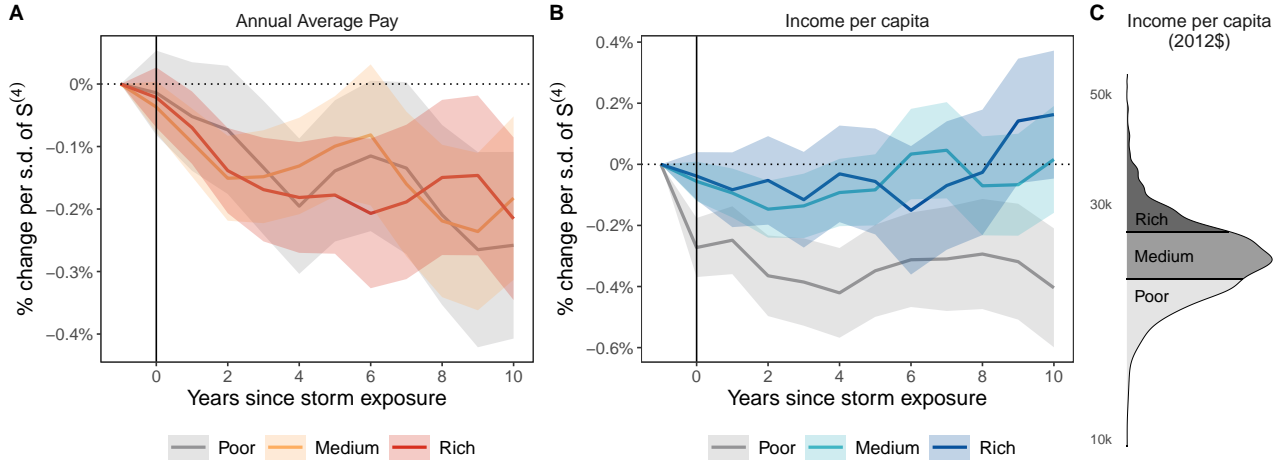 A
Annual Average Pay
% change per s.d. of S(4)
0%
−0.1%
−0.2%
−0.3%
−0.4%
0
2
4
6
8
10
Years since storm exposure
Poor
Medium
Rich
B
Income per capita
% change per s.d. of S(4)
0.4%
0.2%
0%
−0.2%
−0.4%
−0.6%
0
2
4
6
8
10
Years since storm exposure
Poor
Medium
Rich
C
Income per capita
(2012$)
50k
30k
10k
Rich
Medium
Poor